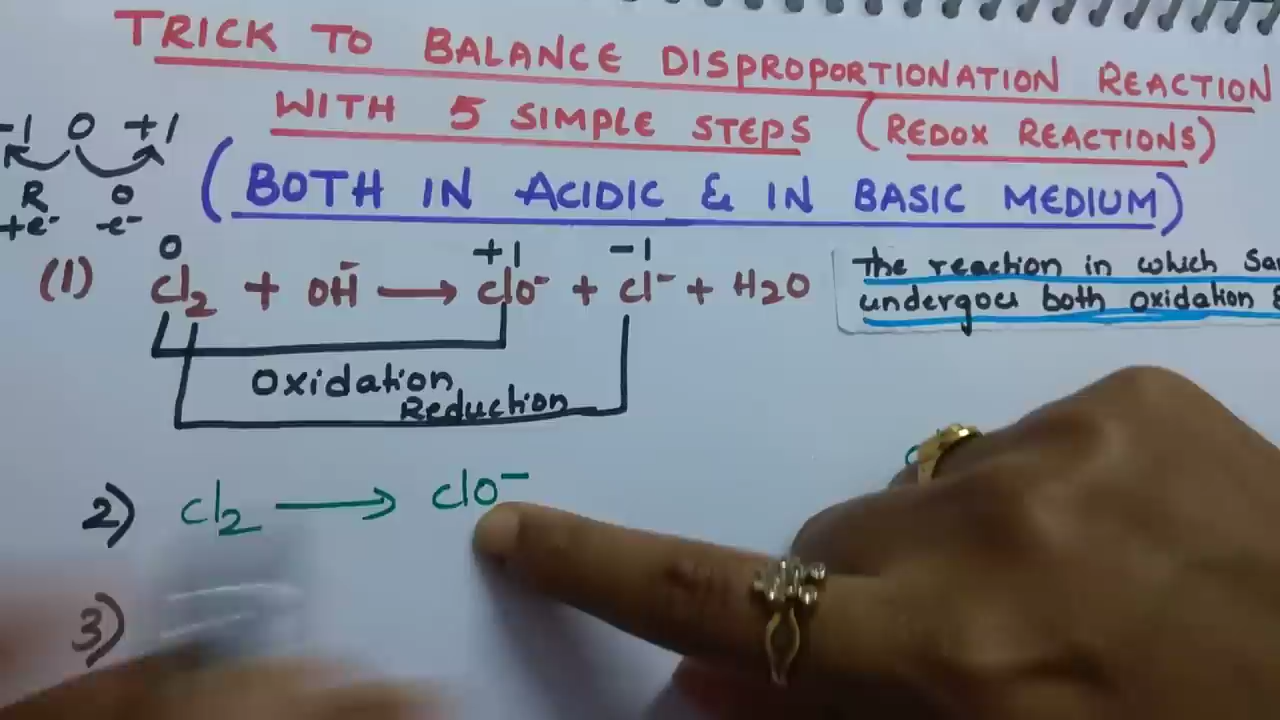 TRICK TO BALANCE DISPROPORTIONATION REACTION
WITH 5 SIMPLE STEPS (REDOX REACTIONS)
(BOTH IN ACIDIC & IN BASIC MEDIUM)
-1 0 +1
R O
+e⁻ -e⁻
0 +1 -1
(1) Cl₂ + OH⁻ ⟶ ClO⁻ + Cl⁻ + H₂O
The reaction in which
undergoes both oxidation
Oxidation
Reduction
2) Cl₂ ⟶ ClO⁻
3)